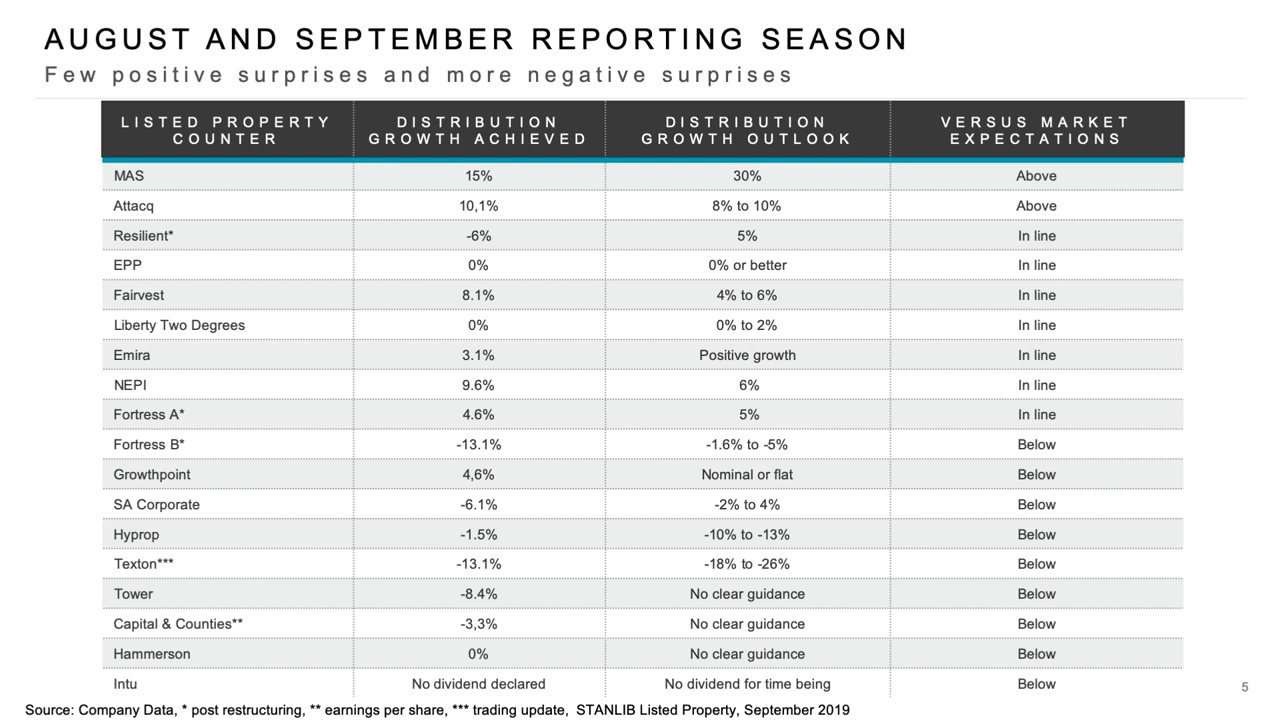 AUGUST AND SEPTEMBER REPORTING SEASON
Few positive surprises and more negative surprises
LISTED PROPERTY COUNTER DISTRIBUTION GROWTH ACHIEVED DISTRIBUTION GROWTH OUTLOOK VERSUS MARKET EXPECTATIONS
MAS 15% 30% Above
Attacq 10,1% 8% to 10% Above
Resilient* -6% 5% In line
EPP 0% 0% or better In line
Fairvest 8.1% 4% to 6% In line
Liberty Two Degrees 0% 0% to 2% In line
Emira 3.1% Positive growth In line
NEPI 9.6% 6% In line
Fortress A* 4.6% 5% In line
Fortress B* -13.1% -1.6% to -5% Below
Growthpoint 4,6% Nominal or flat Below
SA Corporate -6.1% -2% to 4% Below
Hyprop -1.5% -10% to -13% Below
Texton*** -13.1% -18% to -26% Below
Tower -8.4% No clear guidance Below
Capital & Counties** -3,3% No clear guidance Below
Hammerson 0% No clear guidance Below
Intu No dividend declared No dividend for time being Below
5
Source: Company Data, * post restructuring, ** earnings per share, *** trading update, STANLIB Listed Property, September 2019